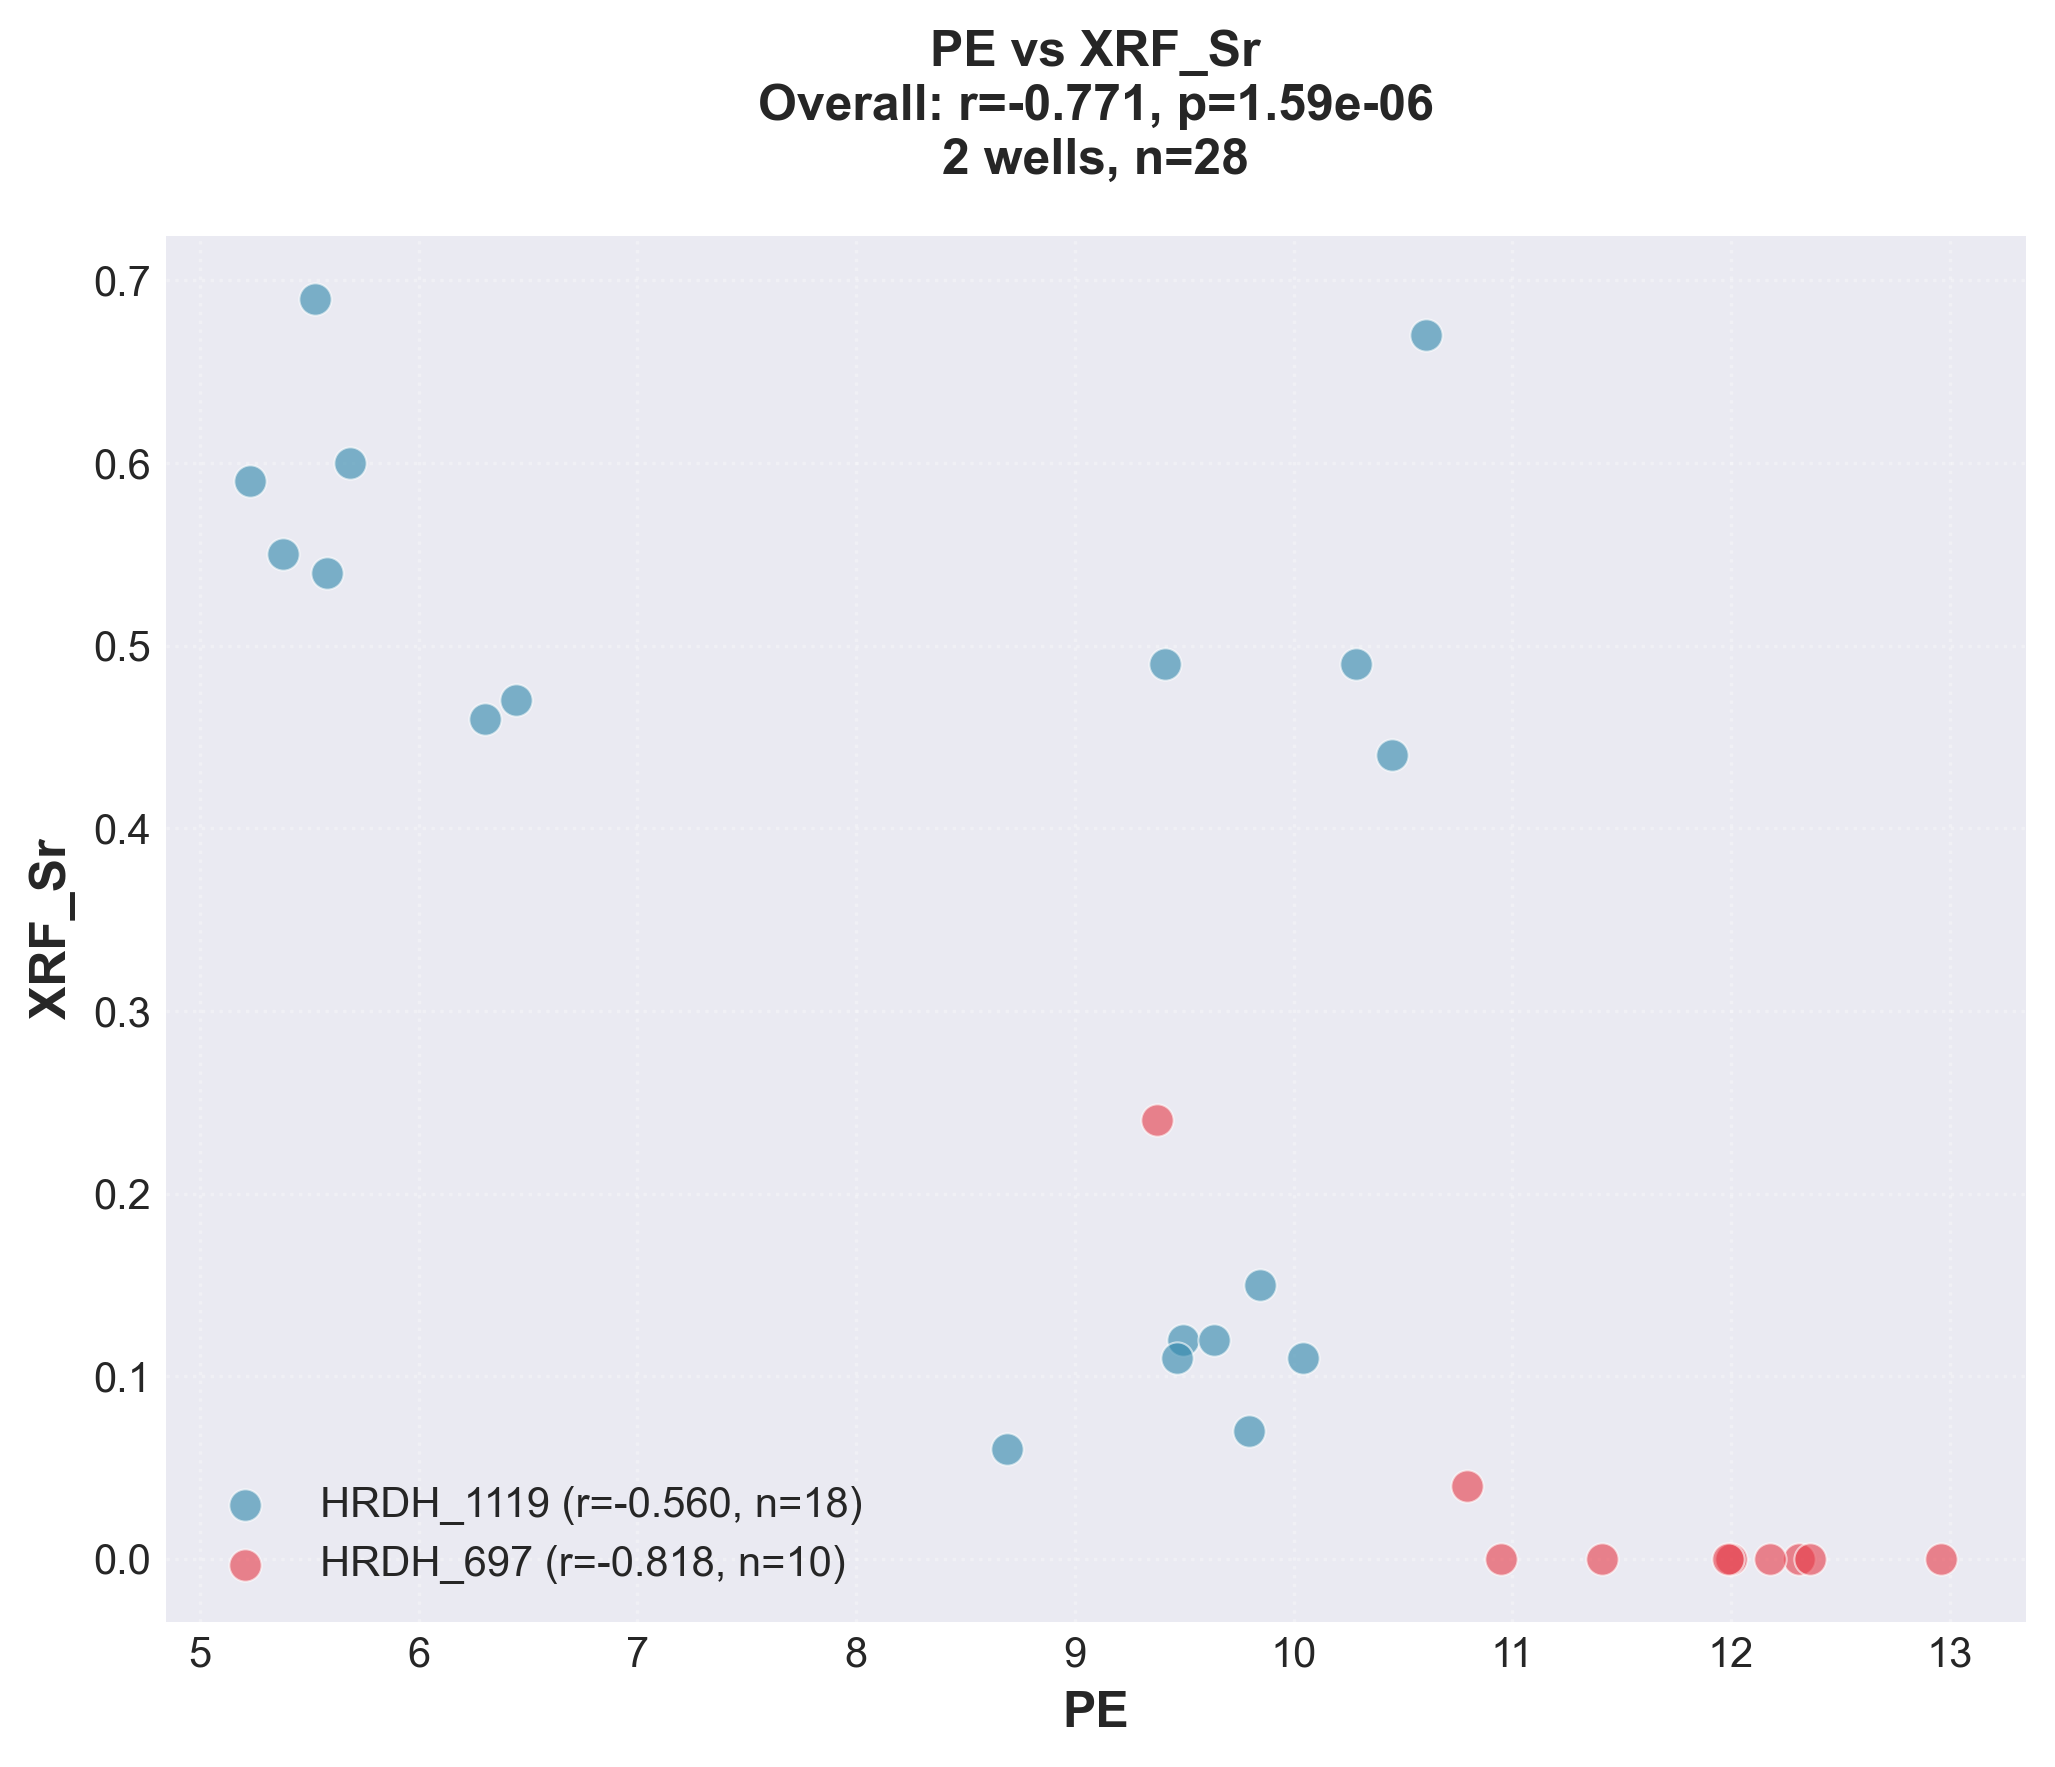 PE vs XRF_Sr
Overall: r=-0.771, p=1.59e-06
2 wells, n=28
0.7
0.6
0.5
0.4
0.3
0.2
0.1
0.0
XRF_Sr
HRDH_1119 (r=-0.560, n=18)
HRDH_697 (r=-0.818, n=10)
5 6 7 8 9 10 11 12 13
PE